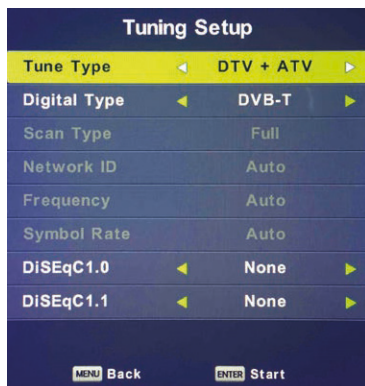 Tuning Setup
Tune Type DTV + ATV
Digital Type DVB-T
Scan Type Full
Network ID Auto
Frequency Auto
Symbol Rate Auto
DiSEqC1.0 None
DiSEqC1.1 None
MENU Back ENTER Start